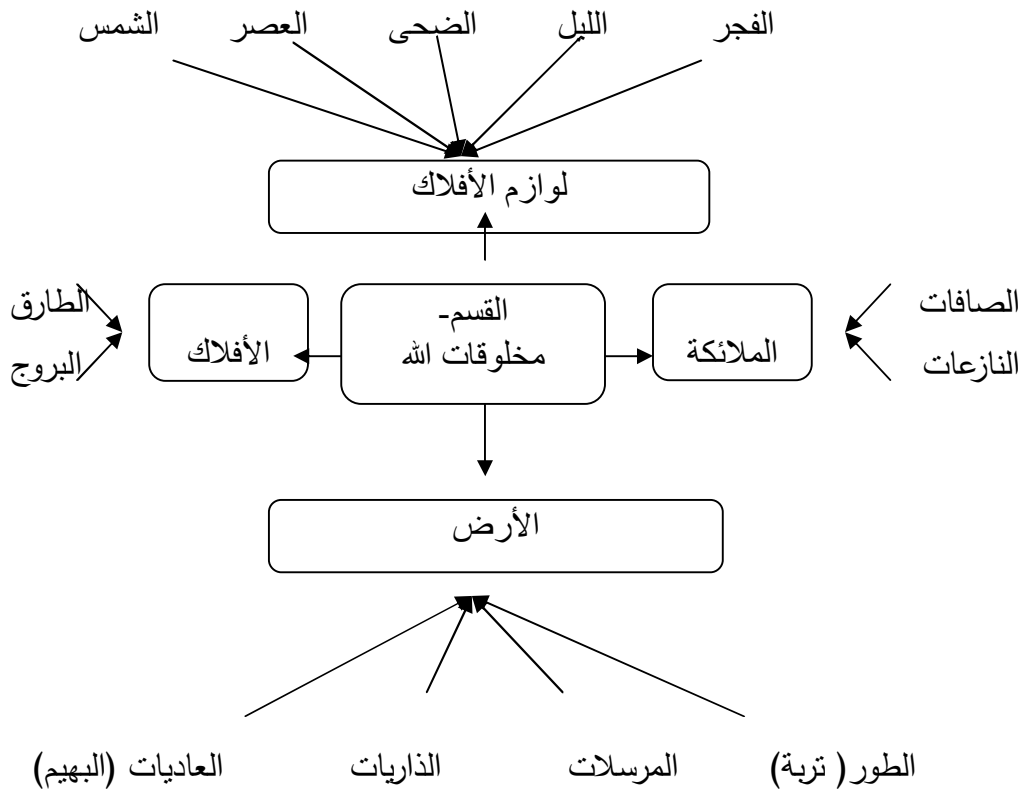 الفجر الليل الضحى العصر الشمس
لوازم الأفلاك
القسم-
مخلوقات الله
الصافات
النازعات
الملائكة
الأفلاك
الطارق
البروج
الأرض
الطور ( تربة) المرسلات الذاريات العاديات (البهيم)